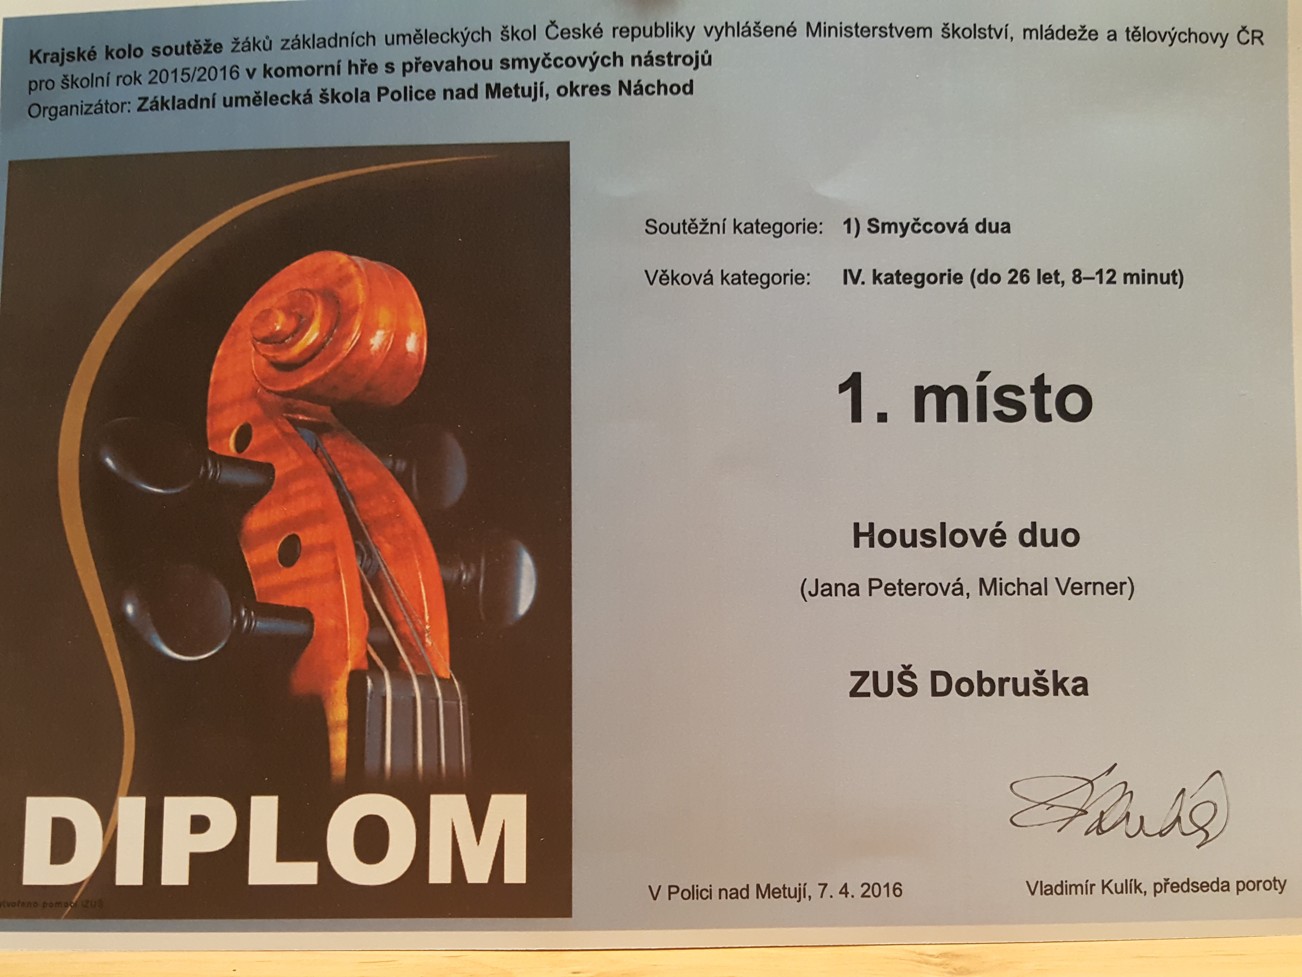 Krajské kolo soutěže žáků základních uměleckých škol České republiky vyhlášené Ministerstvem školství, mládeže a tělovýchovy ČR
pro školní rok 2015/2016 v komorní hře s převahou smyčcových nástrojů
Organizátor: Základní umělecká škola Police nad Metují, okres Náchod
Soutěžní kategorie: 1) Smyčcová dua
Věková kategorie: IV. kategorie (do 26 let, 8–12 minut)
1. místo
Houslové duo
(Jana Peterová, Michal Verner)
ZUŠ Dobruška
DIPLOM
V Polici nad Metují, 7. 4. 2016
Vladimír Kulík, předseda poroty
tvořeno pomocí iZUŠ